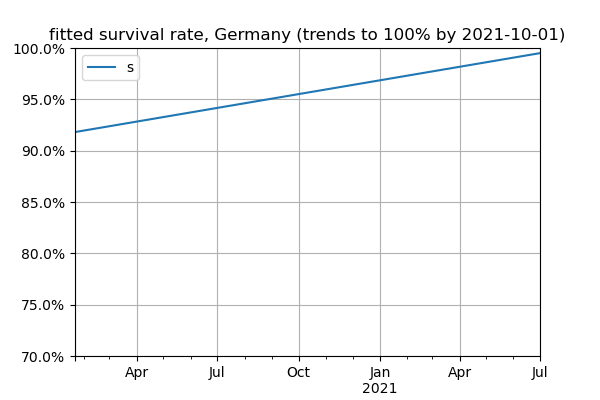 fitted survival rate, Germany (trends to 100% by 2021-10-01)
100.0%
s
95.0%
90.0%
85.0%
80.0%
75.0%
70.0%
Apr Jul Oct Jan Apr Jul
2021